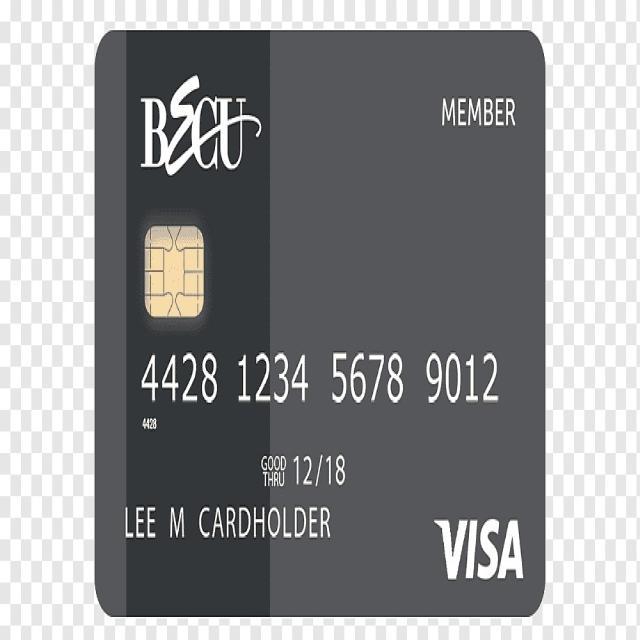 BECU
MEMBER
4428 1234 5678 9012
4428
GOOD THRU 12/18
LEE M CARDHOLDER
VISA